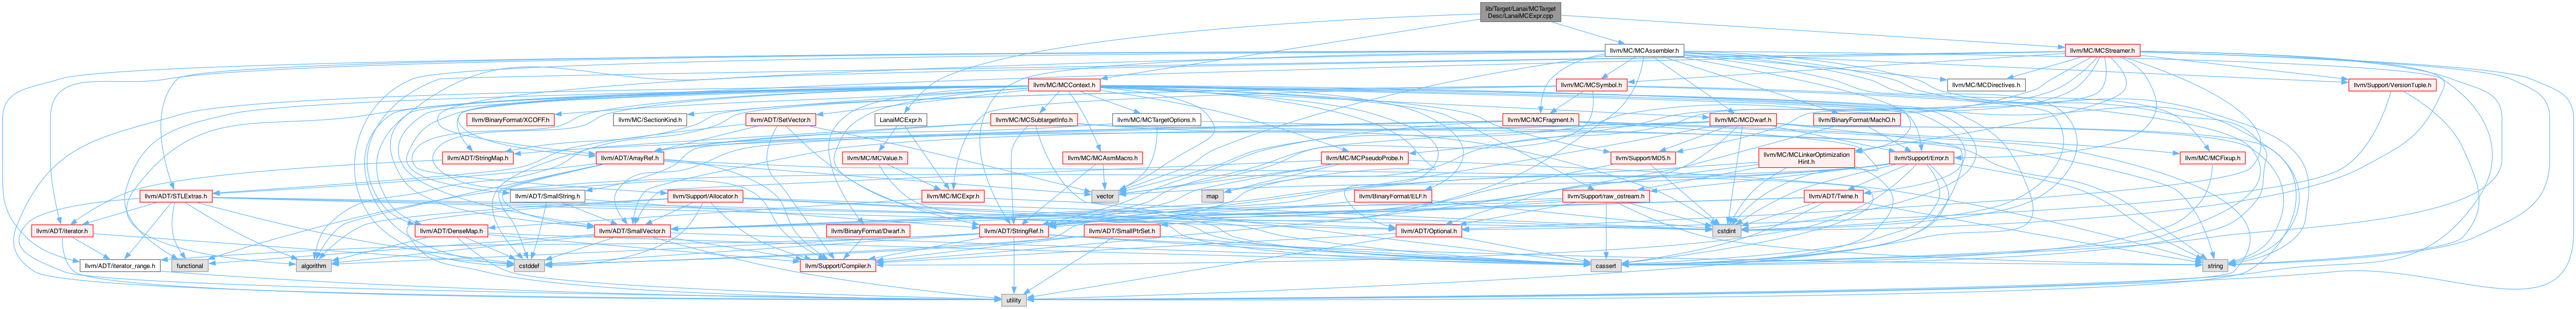 lib/Target/Lanai/MCTarget
Desc/LanaiMCExpr.cpp
llvm/MC/MCAssembler.h
llvm/MC/MCStreamer.h
llvm/MC/MCContext.h
llvm/MC/MCSymbol.h
llvm/MC/MCDirectives.h
llvm/Support/VersionTuple.h
llvm/BinaryFormat/XCOFF.h
llvm/MC/SectionKind.h
llvm/ADT/SetVector.h
llvm/MC/MCSubtargetInfo.h
llvm/MC/MCTargetOptions.h
LanaiMCExpr.h
llvm/MC/MCFragment.h
llvm/MC/MCDwarf.h
llvm/BinaryFormat/MachO.h
llvm/ADT/StringMap.h
llvm/ADT/ArrayRef.h
llvm/MC/MCValue.h
llvm/MC/MCAsmMacro.h
llvm/MC/MCPseudoProbe.h
llvm/Support/MD5.h
llvm/MC/MCLinkerOptimization
Hint.h
llvm/Support/Error.h
llvm/MC/MCFixup.h
llvm/ADT/STLExtras.h
llvm/ADT/SmallString.h
llvm/Support/Allocator.h
llvm/MC/MCExpr.h
vector
map
llvm/BinaryFormat/ELF.h
llvm/Support/raw_ostream.h
llvm/ADT/Twine.h
llvm/ADT/iterator.h
llvm/ADT/DenseMap.h
llvm/ADT/SmallVector.h
llvm/BinaryFormat/Dwarf.h
llvm/ADT/StringRef.h
llvm/ADT/SmallPtrSet.h
llvm/ADT/Optional.h
cstdint
llvm/ADT/iterator_range.h
functional
algorithm
cstddef
llvm/Support/Compiler.h
cassert
string
utility